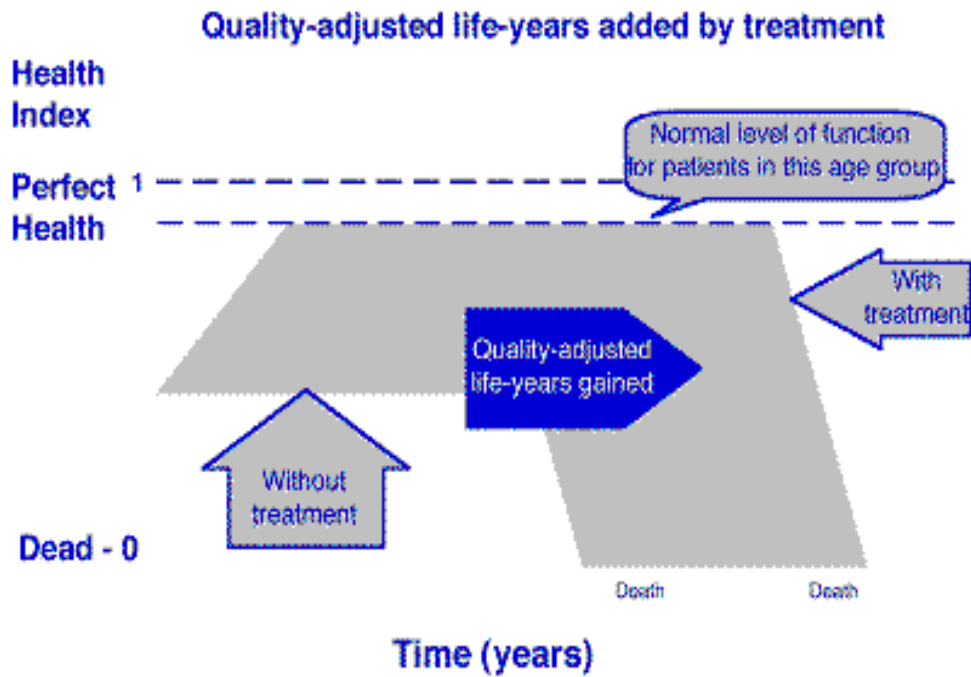 Quality-adjusted life-years added by treatment
Health
Index
Normal level of function
for patients in this age group
Perfect 1
Health
With
treatment
Quality-adjusted
life-years gained
Without
treatment
Dead - 0
Death Death
Time (years)